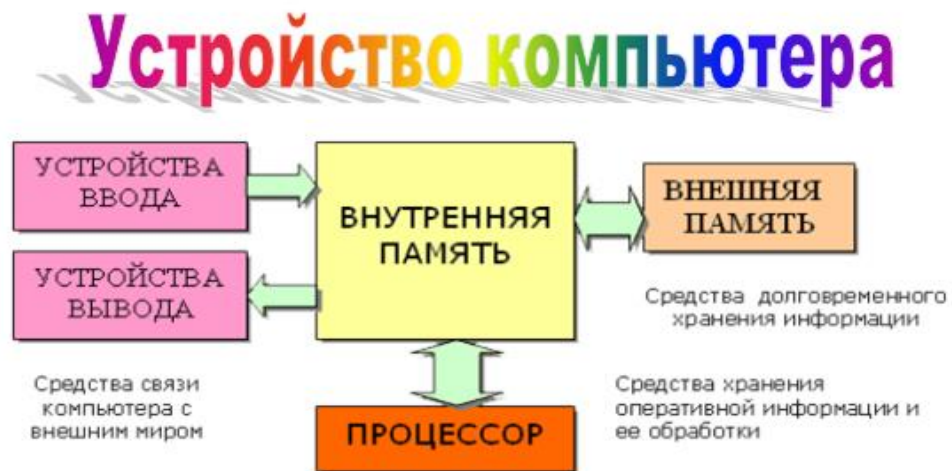 Устройство компьютера
УСТРОЙСТВА
ВВОДА
УСТРОЙСТВА
ВЫВОДА
Средства связи
компьютера с
внешним миром
ВНУТРЕННЯЯ
ПАМЯТЬ
ПРОЦЕССОР
ВНЕШНЯЯ
ПАМЯТЬ
Средства долговременного
хранения информации
Средства хранения
оперативной информации и
ее обработки